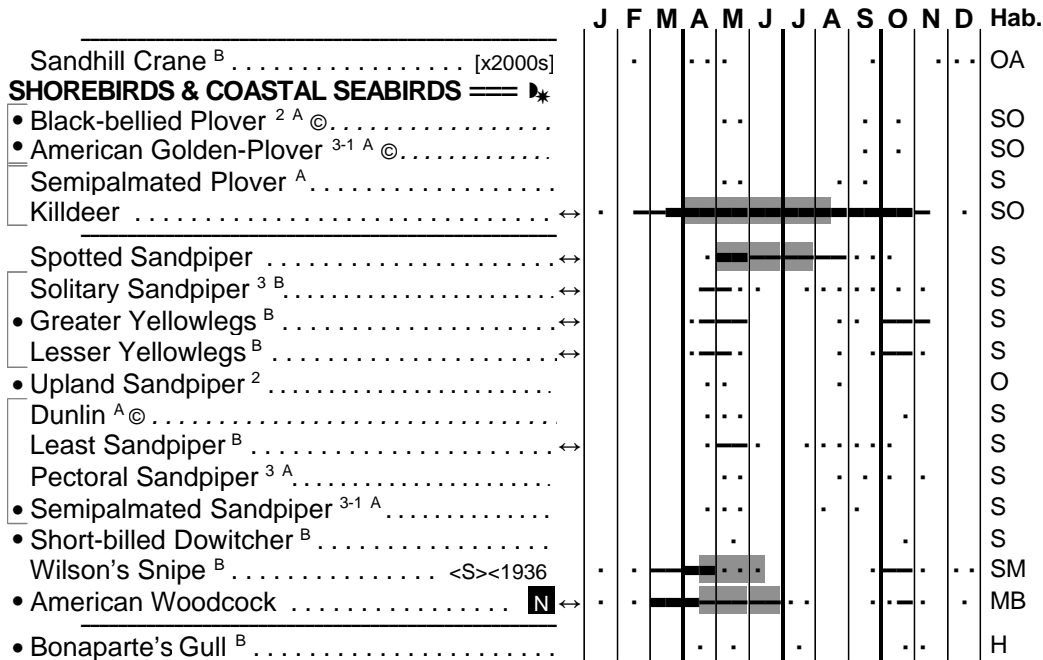 J F M A M J J A S O N D Hab.
Sandhill Crane B . . . . . . . . . . . . . . . . . . [x2000s] OA
SHOREBIRDS & COASTAL SEABIRDS ===
• Black-bellied Plover 2 A ©. . . . . . . . . . . . . . . . . SO
• American Golden-Plover 3-1 A ©. . . . . . . . . . . . SO
Semipalmated Plover A. . . . . . . . . . . . . . . . . . . S
Killdeer . . . . . . . . . . . . . . . . . . . . . . . . . . . . . . ↔ SO
Spotted Sandpiper . . . . . . . . . . . . . . . . . . . . . ↔ S
Solitary Sandpiper 3 B. . . . . . . . . . . . . . . . . . . . ↔ S
• Greater Yellowlegs B . . . . . . . . . . . . . . . . . . . . ↔ S
Lesser Yellowlegs B . . . . . . . . . . . . . . . . . . . . . ↔ S
• Upland Sandpiper 2 . . . . . . . . . . . . . . . . . . . . . O
Dunlin A © . . . . . . . . . . . . . . . . . . . . . . . . . . . . . S
Least Sandpiper B . . . . . . . . . . . . . . . . . . . . . . ↔ S
Pectoral Sandpiper 3 A. . . . . . . . . . . . . . . . . . . . S
• Semipalmated Sandpiper 3-1 A . . . . . . . . . . . . . S
• Short-billed Dowitcher B . . . . . . . . . . . . . . . . . . S
Wilson's Snipe B . . . . . . . . . . . . . . . <S><1936 SM
• American Woodcock . . . . . . . . . . . . . . . . N ↔ MB
• Bonaparte's Gull B . . . . . . . . . . . . . . . . . . . . . . H